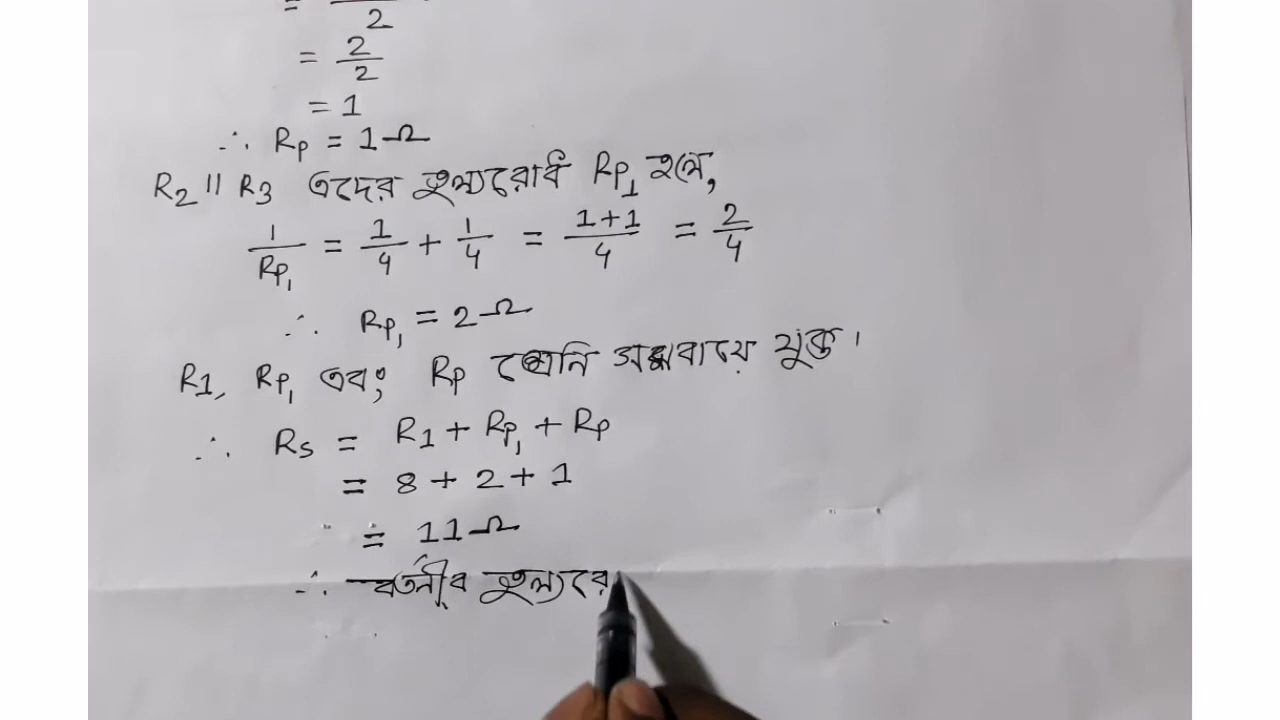 = 2
= 2/2
= 1
∴ Rp = 1Ω
R2 || R3 এদের তুল্যরোধ Rp1 হলে,
1/Rp1 = 1/4 + 1/4 = 1+1/4 = 2/4
∴ Rp1 = 2Ω
R1, Rp1 এবং Rp শ্রেনি সমবায়ে যুক্ত।
∴ Rs = R1 + Rp1 + Rp
= 8 + 2 + 1
= 11Ω
∴ বর্তনীর তুল্যরো